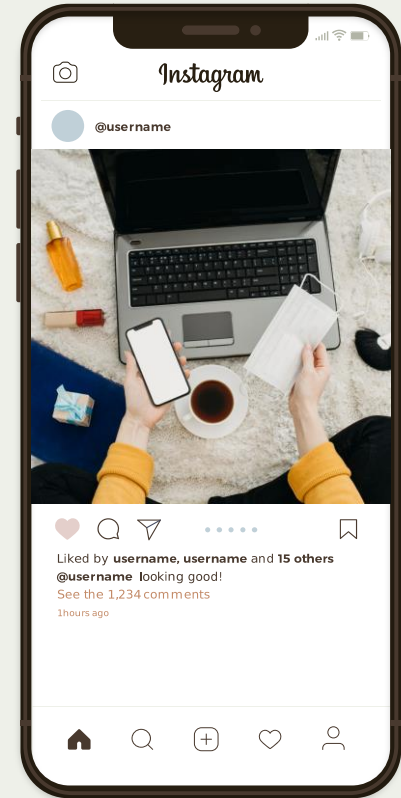 Instagram
@username
Liked by username, username and 15 others
@username looking good!
See the 1,234 comments
1hours ago